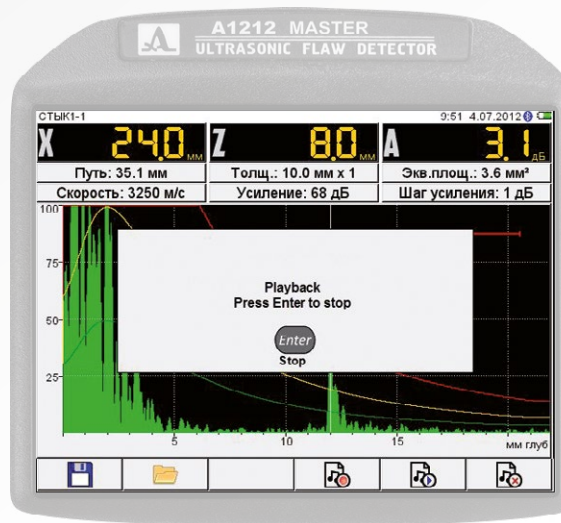 A1212 MASTER
ULTRASONIC FLAW DETECTOR
СТЫК1-1
9:51 4.07.2012
X 24.0 мм Z 8.0 мм A 3.1 дБ
Путь: 35.1 мм Толщ.: 10.0 мм x 1 Экв.площ.: 3.6 мм²
Скорость: 3250 м/с Усиление: 68 дБ Шаг усиления: 1 дБ
100
75
Playback
Press Enter to stop
50
Enter
Stop
25
5 10 15 мм глуб